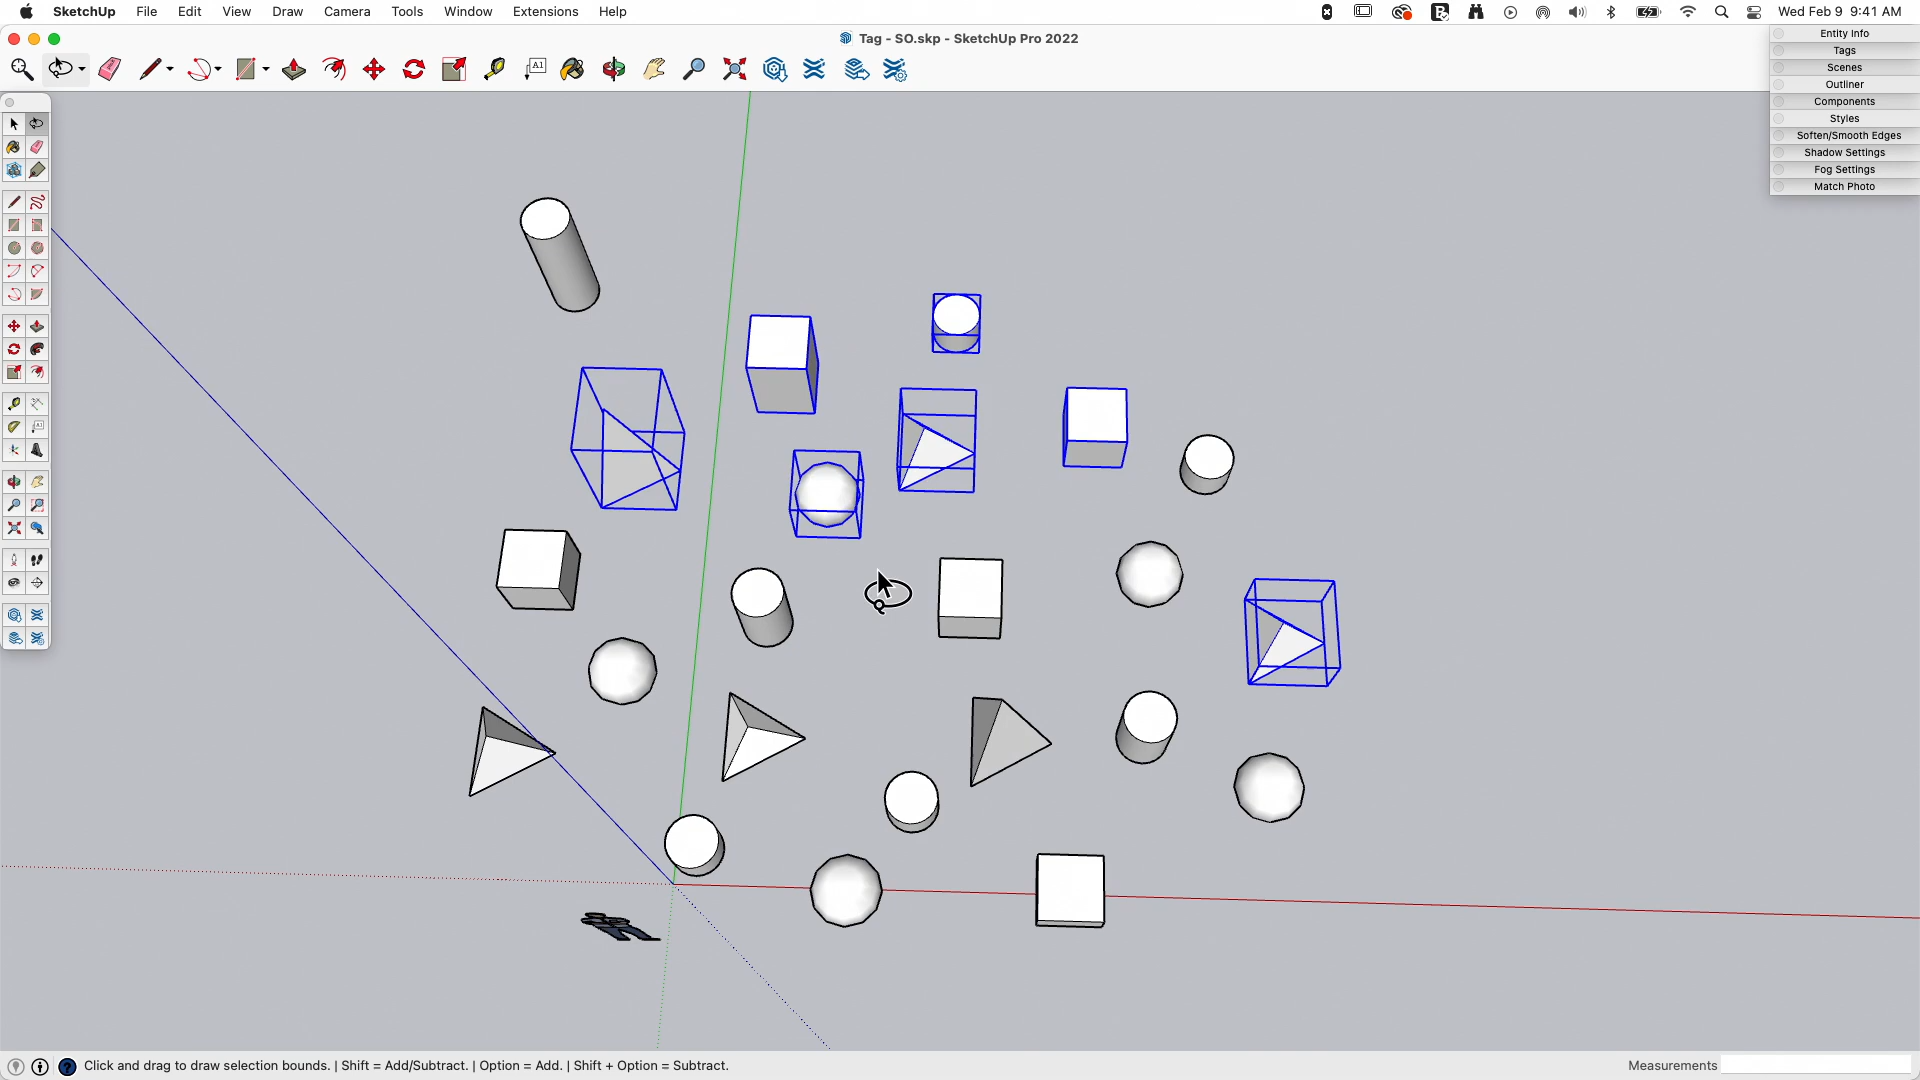 SketchUp File Edit View Draw Camera Tools Window Extensions Help Wed Feb 9 9:41 AM
Tag - SO.skp - SketchUp Pro 2022
A1
Entity Info
Tags
Scenes
Outliner
Components
Styles
Soften/Smooth Edges
Shadow Settings
Fog Settings
Match Photo
Click and drag to draw selection bounds. | Shift = Add/Subtract. | Option = Add. | Shift + Option = Subtract. Measurements